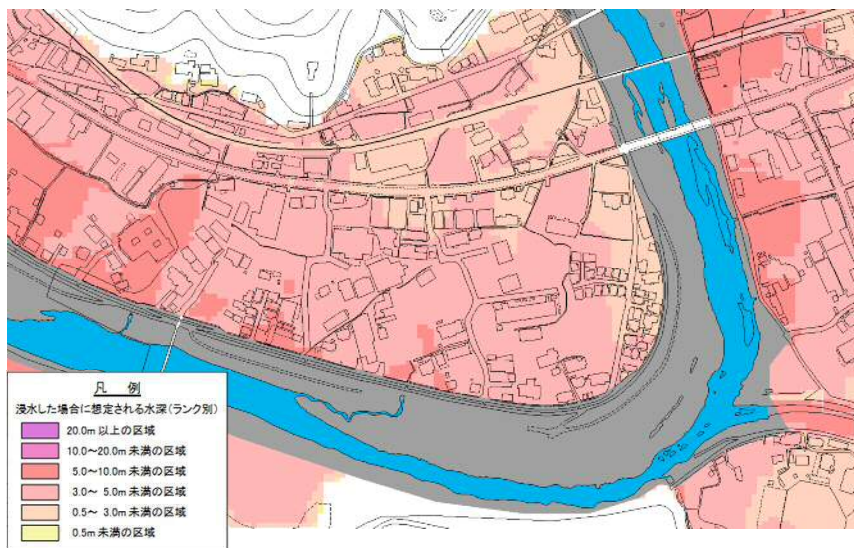 凡 例
浸水した場合に想定される水深(ランク別)
20.0m 以上の区域
10.0～20.0m 未満の区域
5.0～10.0m 未満の区域
3.0～ 5.0m 未満の区域
0.5～ 3.0m 未満の区域
0.5m 未満の区域